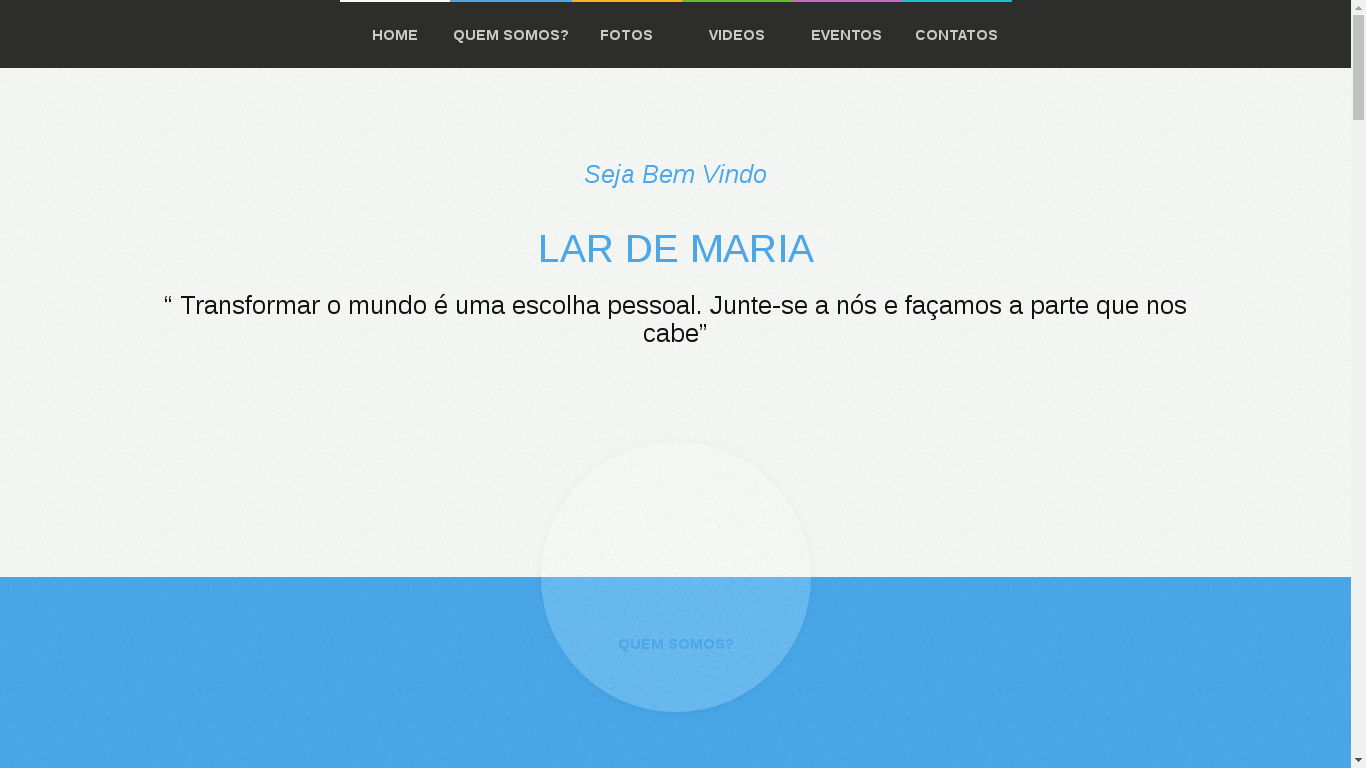 HOME QUEM SOMOS? FOTOS VIDEOS EVENTOS CONTATOS
Seja Bem Vindo
LAR DE MARIA
“ Transformar o mundo é uma escolha pessoal. Junte-se a nós e façamos a parte que nos
cabe”
QUEM SOMOS?